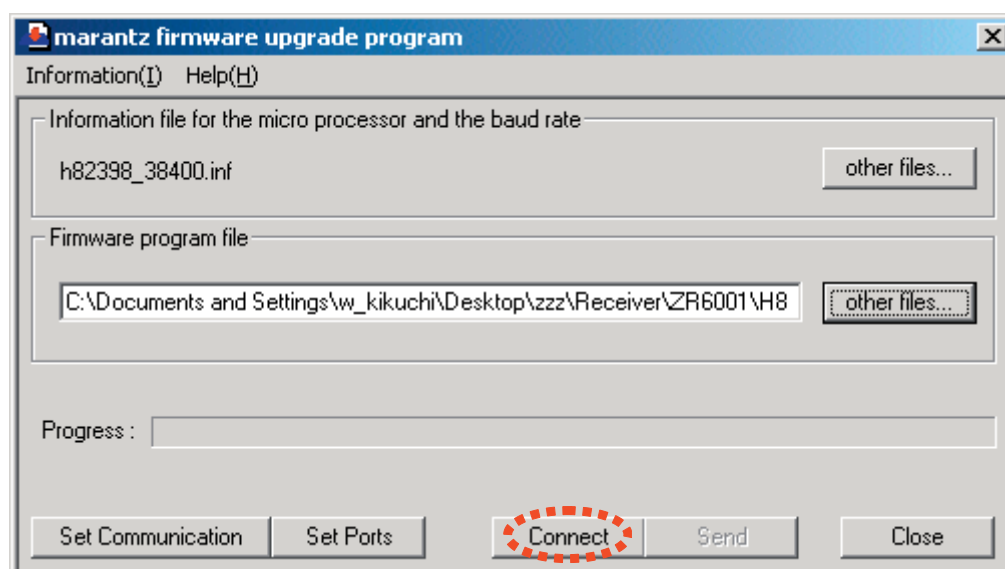 marantz firmware upgrade program
Information(I) Help(H)
Information file for the micro processor and the baud rate
h82398_38400.inf
other files...
Firmware program file
C:\Documents and Settings\w_kikuchi\Desktop\zzz\Receiver\ZR6001\H8
other files...
Progress :
Set Communication Set Ports Connect Send Close